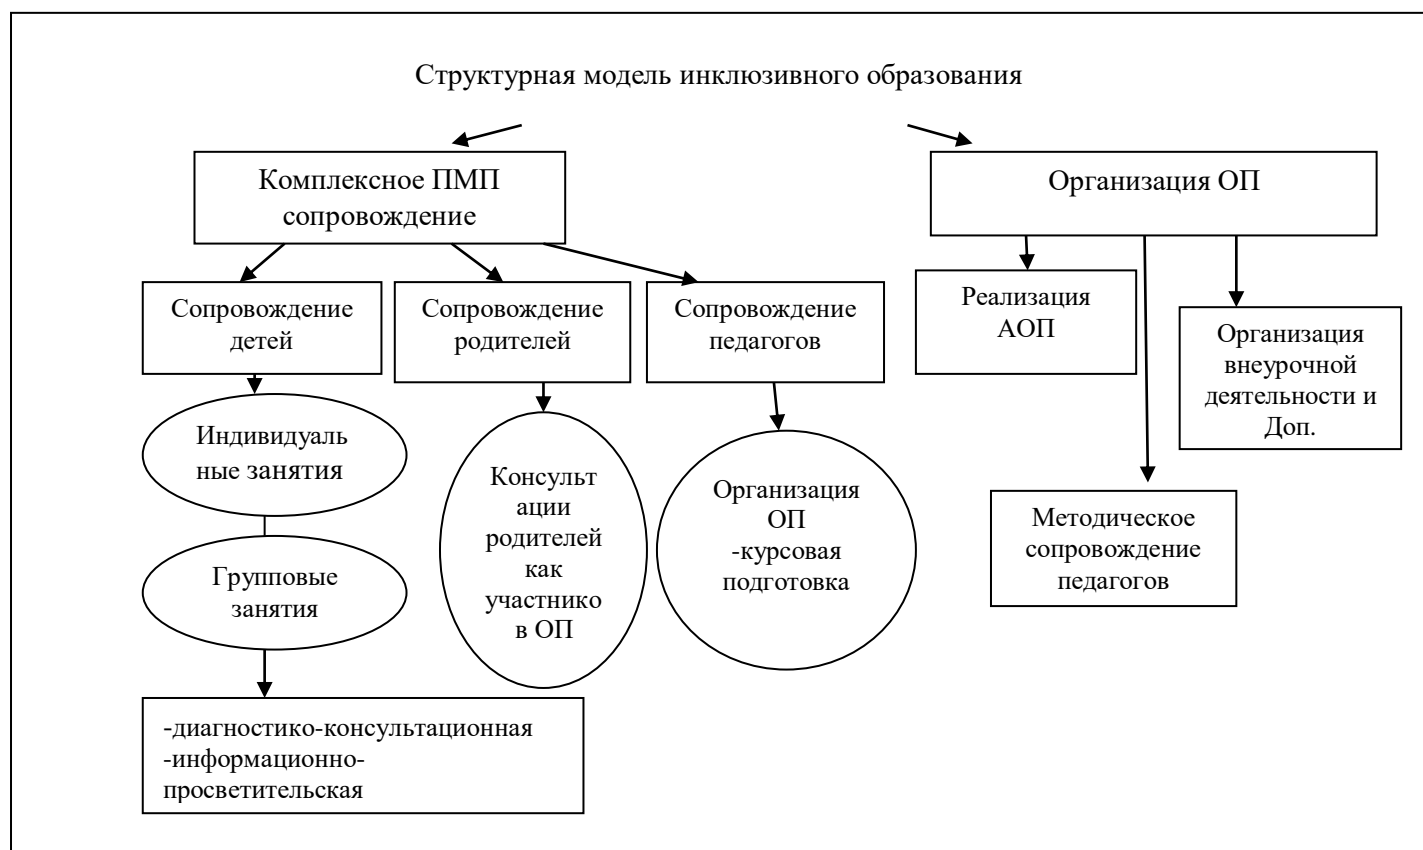 Структурная модель инклюзивного образования
Комплексное ПМП
сопровождение
Организация ОП
Сопровождение
детей
Сопровождение
родителей
Сопровождение
педагогов
Реализация
АОП
Организация
внеурочной
деятельности и
Доп.
Индивидуаль
ные занятия
Групповые
занятия
Консульт
ации
родителей
как
участнико
в ОП
Организация
ОП
-курсовая
подготовка
Методическое
сопровождение
педагогов
-диагностико-консультационная
-информационно-
просветительская